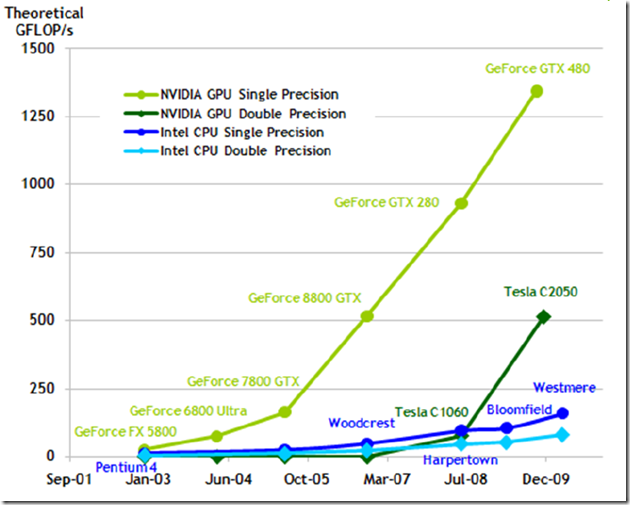 Theoretical
GFLOP/s
1500
1250
1000
750
500
250
0
NVIDIA GPU Single Precision
NVIDIA GPU Double Precision
Intel CPU Single Precision
Intel CPU Double Precision
GeForce GTX 480
GeForce GTX 280
GeForce 8800 GTX
GeForce 7800 GTX
GeForce 6800 Ultra
GeForce FX 5800
Tesla C2050
Tesla C1060
Westmere
Bloomfield
Woodcrest
Harpertown
Pentium 4
Sep-01
Jan-03
Jun-04
Oct-05
Mar-07
Jul-08
Dec-09